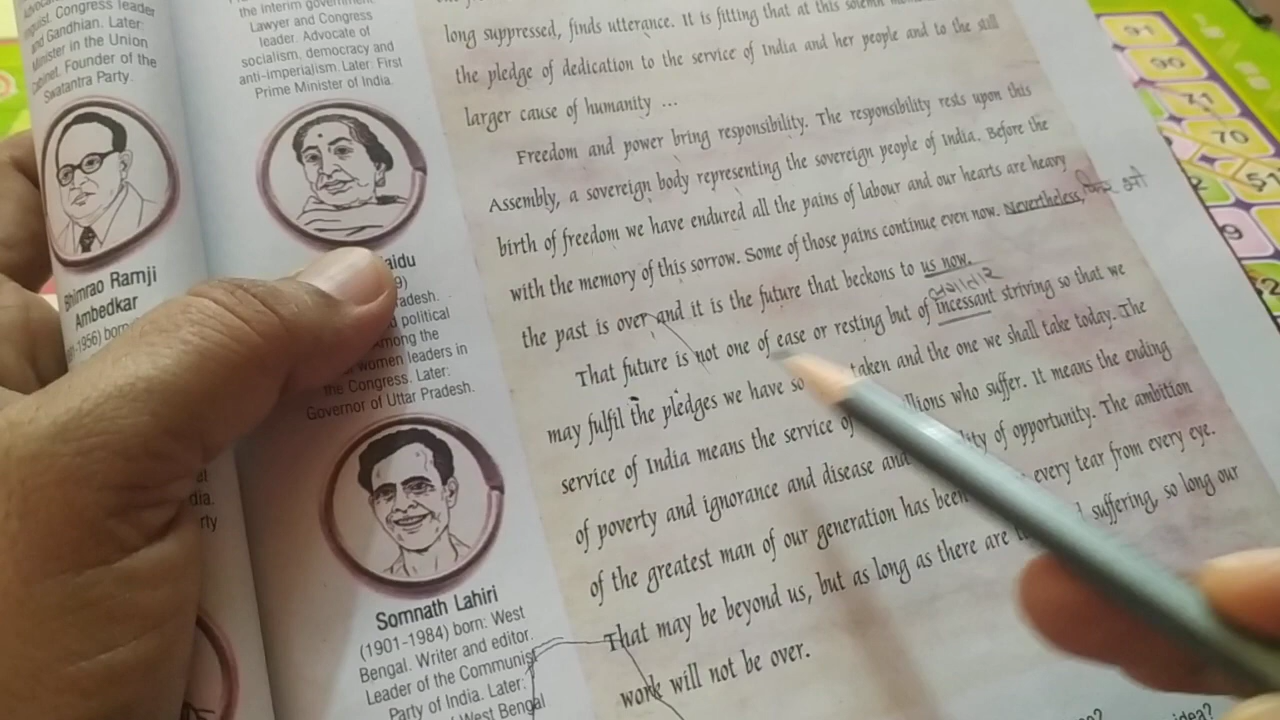 Congress leader
and Gandhian. Later:
Minister in the Union
Cabinet. Founder of the
Swatantra Party.
Bhimrao Ramji
Ambedkar
-1956) born
the interim government
Lawyer and Congress
leader. Advocate of
socialism, democracy and
anti-imperialism. Later: First
Prime Minister of India.
aidu
9)
radesh.
political
Among the
women leaders in
the Congress. Later:
Governor of Uttar Pradesh.
Somnath Lahiri
(1901-1984) born: West
Bengal. Writer and editor.
Leader of the Communist
Party of India. Later:
West Bengal
long suppressed, finds utterance. It is fitting that at this solemn
the pledge of dedication to the service of India and her people and to the still
larger cause of humanity ...
Freedom and power bring responsibility. The responsibility rests upon this
Assembly, a sovereign body representing the sovereign people of India. Before the
birth of freedom we have endured all the pains of labour and our hearts are heavy
with the memory of this sorrow. Some of those pains continue even now. Nevertheless,
the past is over and it is the future that beckons to us now.
That future is not one of ease or resting but of incessant striving so that we
may fulfil the pledges we have so taken and the one we shall take today. The
service of India means the service of llions who suffer. It means the ending
of poverty and ignorance and disease and lity of opportunity. The ambition
of the greatest man of our generation has been every tear from every eye.
That may be beyond us, but as long as there are suffering, so long our
work will not be over.
idea?
91
90
71
70
51
9